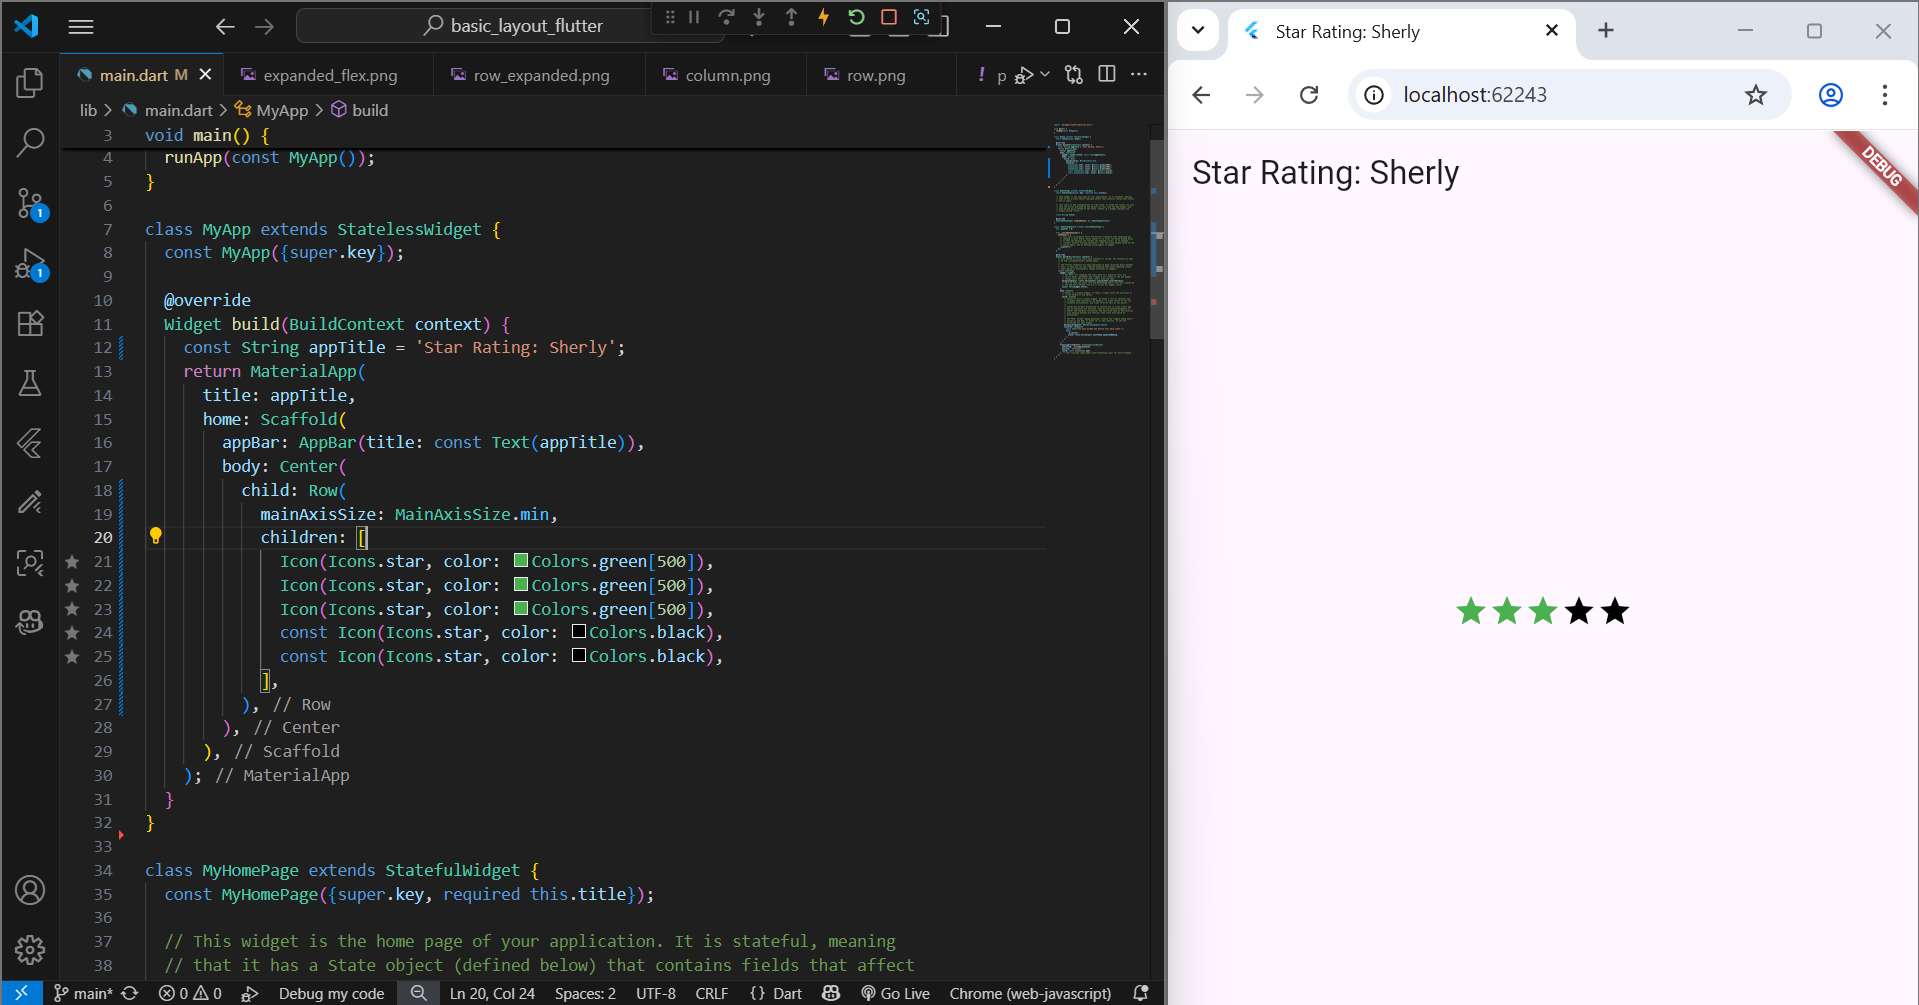 basic_layout_flutter
main.dart M
expanded_flex.png
row_expanded.png
column.png
row.png
! p
lib > main.dart > MyApp > build
3 void main() {
4 runApp(const MyApp());
5 }
6
7 class MyApp extends StatelessWidget {
8 const MyApp({super.key});
9
10 @override
11 Widget build(BuildContext context) {
12 const String appTitle = 'Star Rating: Sherly';
13 return MaterialApp(
14 title: appTitle,
15 home: Scaffold(
16 appBar: AppBar(title: const Text(appTitle)),
17 body: Center(
18 child: Row(
19 mainAxisSize: MainAxisSize.min,
20 children: [
21 Icon(Icons.star, color: Colors.green[500]),
22 Icon(Icons.star, color: Colors.green[500]),
23 Icon(Icons.star, color: Colors.green[500]),
24 const Icon(Icons.star, color: Colors.black),
25 const Icon(Icons.star, color: Colors.black),
26 ],
27 ), // Row
28 ), // Center
29 ), // Scaffold
30 ); // MaterialApp
31 }
32 }
33
34 class MyHomePage extends StatefulWidget {
35 const MyHomePage({super.key, required this.title});
36
37 // This widget is the home page of your application. It is stateful, meaning
38 // that it has a State object (defined below) that contains fields that affect
1
1
main* 0 0 Debug my code Ln 20, Col 24 Spaces: 2 UTF-8 CRLF {} Dart Go Live Chrome (web-javascript)
Star Rating: Sherly
localhost:62243
Star Rating: Sherly
DEBUG